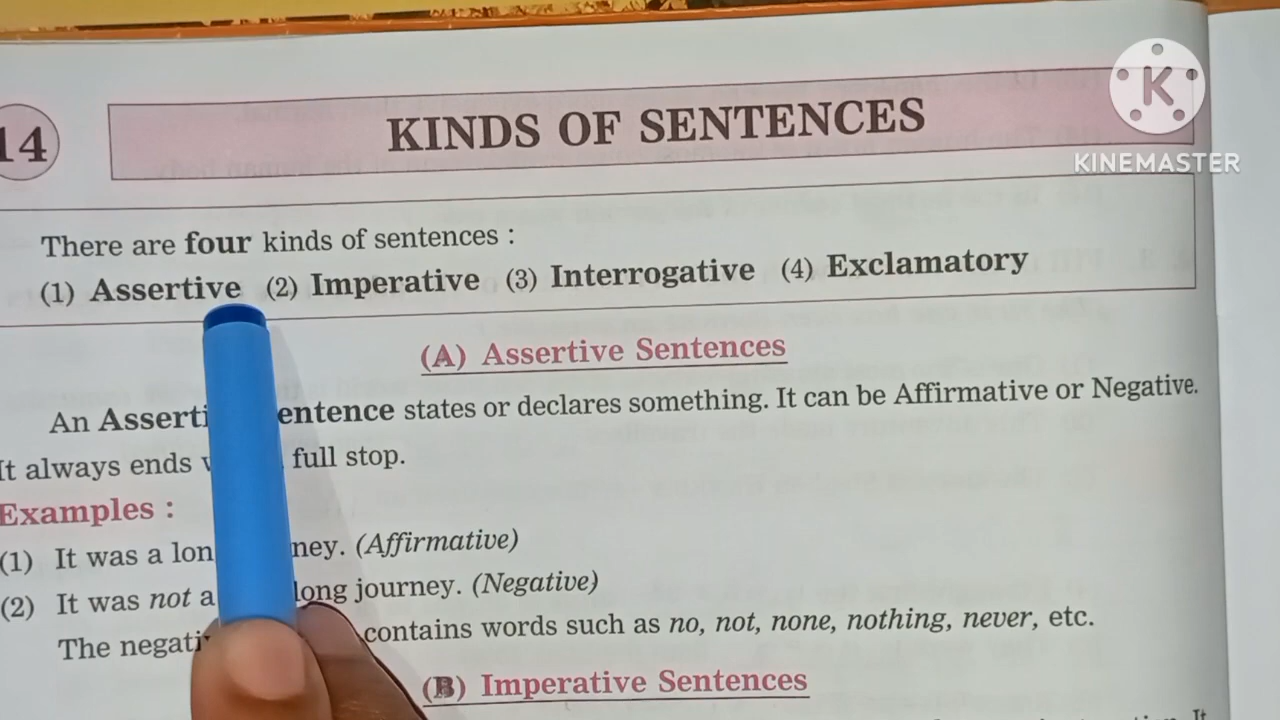 14
KINDS OF SENTENCES
K
KINEMASTER
There are four kinds of sentences :
(1) Assertive (2) Imperative (3) Interrogative (4) Exclamatory
(A) Assertive Sentences
An Asserti entence states or declares something. It can be Affirmative or Negative.
It always ends full stop.
Examples :
(1) It was a lon ney. (Affirmative)
(2) It was not a long journey. (Negative)
The negati contains words such as no, not, none, nothing, never, etc.
(B) Imperative Sentences
It